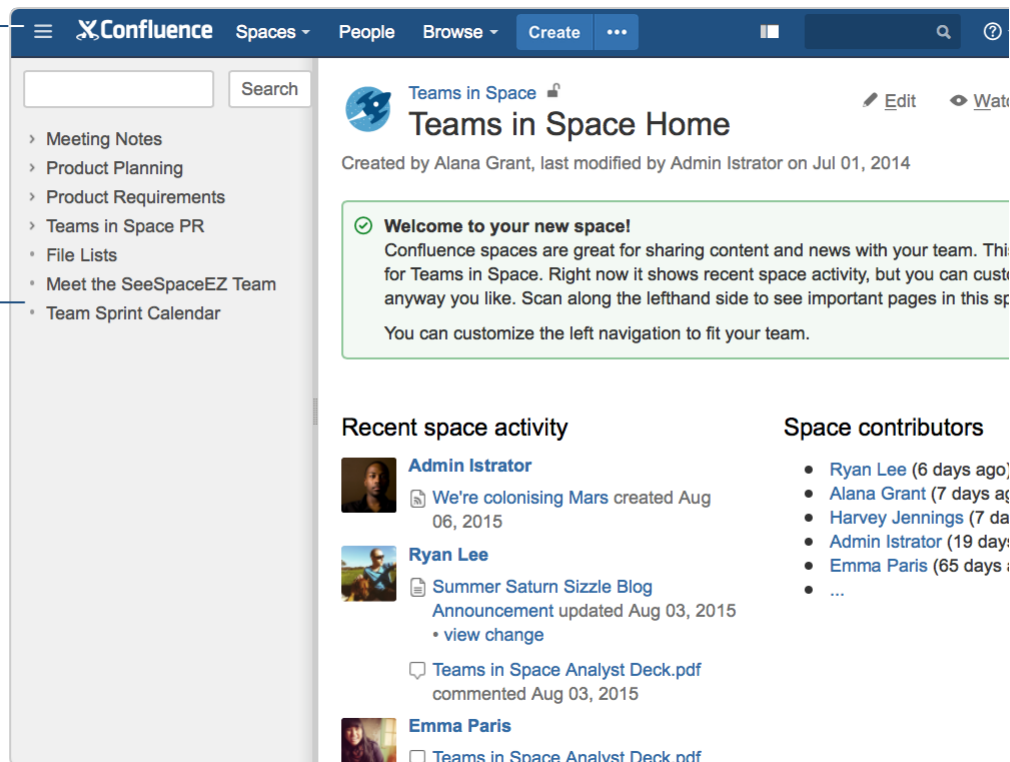 Confluence Spaces People Browse Create •••
Search
Meeting Notes
Product Planning
Product Requirements
Teams in Space PR
File Lists
Meet the SeeSpaceEZ Team
Team Sprint Calendar
Teams in Space
Edit
Teams in Space Home
Created by Alana Grant, last modified by Admin Istrator on Jul 01, 2014
Welcome to your new space!
Confluence spaces are great for sharing content and news with your team.
for Teams in Space. Right now it shows recent space activity, but you can
anyway you like. Scan along the lefthand side to see important pages in this
You can customize the left navigation to fit your team.
Recent space activity
Admin Istrator
We're colonising Mars created Aug
06, 2015
Ryan Lee
Summer Saturn Sizzle Blog
Announcement updated Aug 03, 2015
• view change
Teams in Space Analyst Deck.pdf
commented Aug 03, 2015
Emma Paris
Teams in Space Analyst Deck.pdf
Space contributors
• Ryan Lee (6 days ago)
• Alana Grant (7 days
• Harvey Jennings (7
• Admin Istrator (19 days
• Emma Paris (65 days
• ...